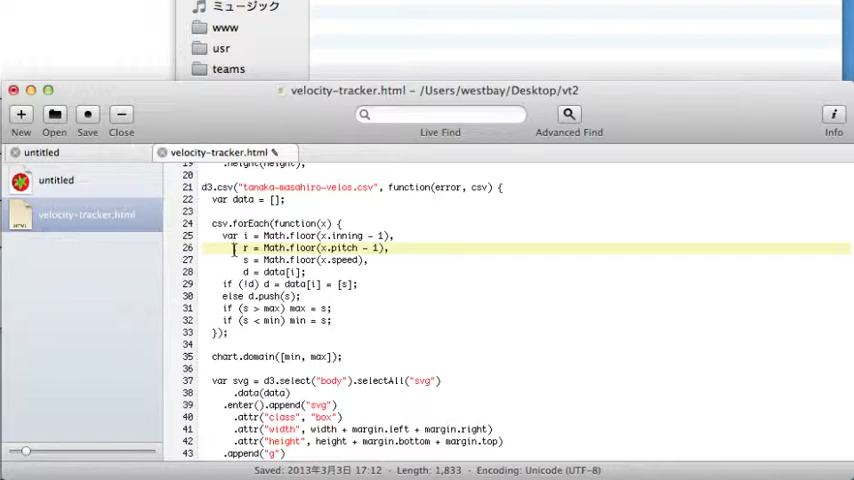 ミュージック
www
usr
teams
velocity-tracker.html – /Users/westbay/Desktop/vt2
New Open Save Close
Live Find
Advanced Find
Info
untitled
velocity-tracker.html
untitled
velocity-tracker.html
19 .height(height);
20
21 d3.csv("tanaka-masahiro-velos.csv", function(error, csv) {
22 var data = [];
23
24 csv.forEach(function(x) {
25 var i = Math.floor(x.inning - 1),
26 r = Math.floor(x.pitch - 1),
27 s = Math.floor(x.speed),
28 d = data[i];
29 if (!d) d = data[i] = [s];
30 else d.push(s);
31 if (s > max) max = s;
32 if (s < min) min = s;
33 });
34
35 chart.domain([min, max]);
36
37 var svg = d3.select("body").selectAll("svg")
38 .data(data)
39 .enter().append("svg")
40 .attr("class", "box")
41 .attr("width", width + margin.left + margin.right)
42 .attr("height", height + margin.bottom + margin.top)
43 .append("g")
Saved: 2013年3月3日 17:12 - Length: 1,833 - Encoding: Unicode (UTF-8)